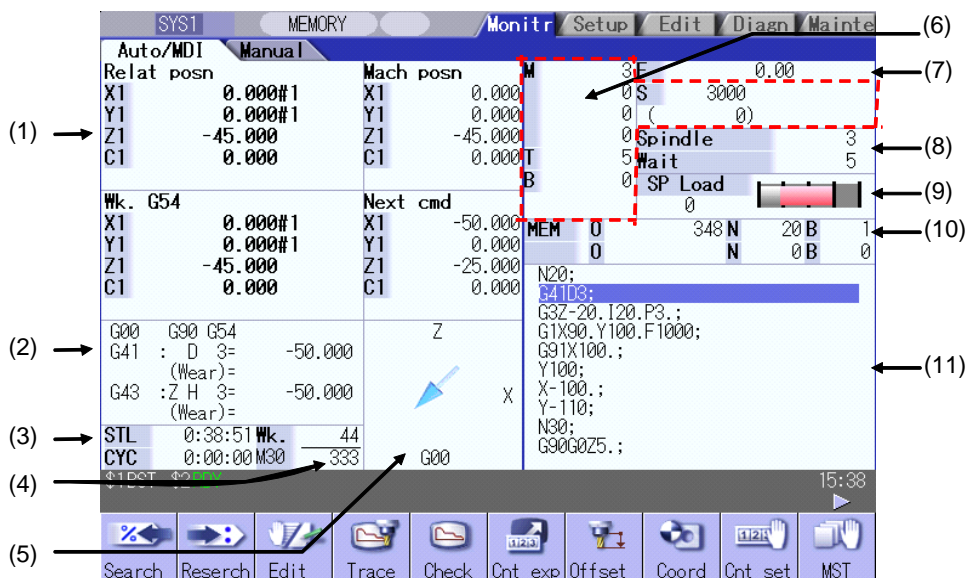 SYS1 MEMORY Monitr Setup Edit Diagn Mainte
Auto/MDI Manual
(1)
Relat posn
X1 0.000#1
Y1 0.000#1
Z1 -45.000
C1 0.000
Mach posn
X1 0.000
Y1 0.000
Z1 -45.000
C1 0.000
Wk. G54
X1 0.000#1
Y1 0.000#1
Z1 -45.000
C1 0.000
Next cmd
X1 -50.000
Y1 0.000
Z1 -25.000
C1 0.000
(2)
G00 G90 G54
G41 : D 3= -50.000
(Wear)=
G43 :Z H 3= -50.000
(Wear)=
Z
X
G00
(3)
STL 0:38:51 Wk. 44
CYC 0:00:00 M30 333
(4)
(5)
(6)
M 3
0
0
0
T 5
B 0
(7)
F 0.00
S 3000
( 0)
(8)
Spindle 3
Wait 5
(9)
SP Load
0
(10)
MEM O 348 N 20 B 1
O N 0 B 0
(11)
N20;
G41D3;
G3Z-20.I20.P3.;
G1X90.Y100.F1000;
G91X100.;
Y100;
X-100.;
Y-110;
N30;
G90G0Z5.;
$1BST $2RDY 15:38
Search Reserch Edit Trace Check Cnt exp Offset Coord Cnt set MST